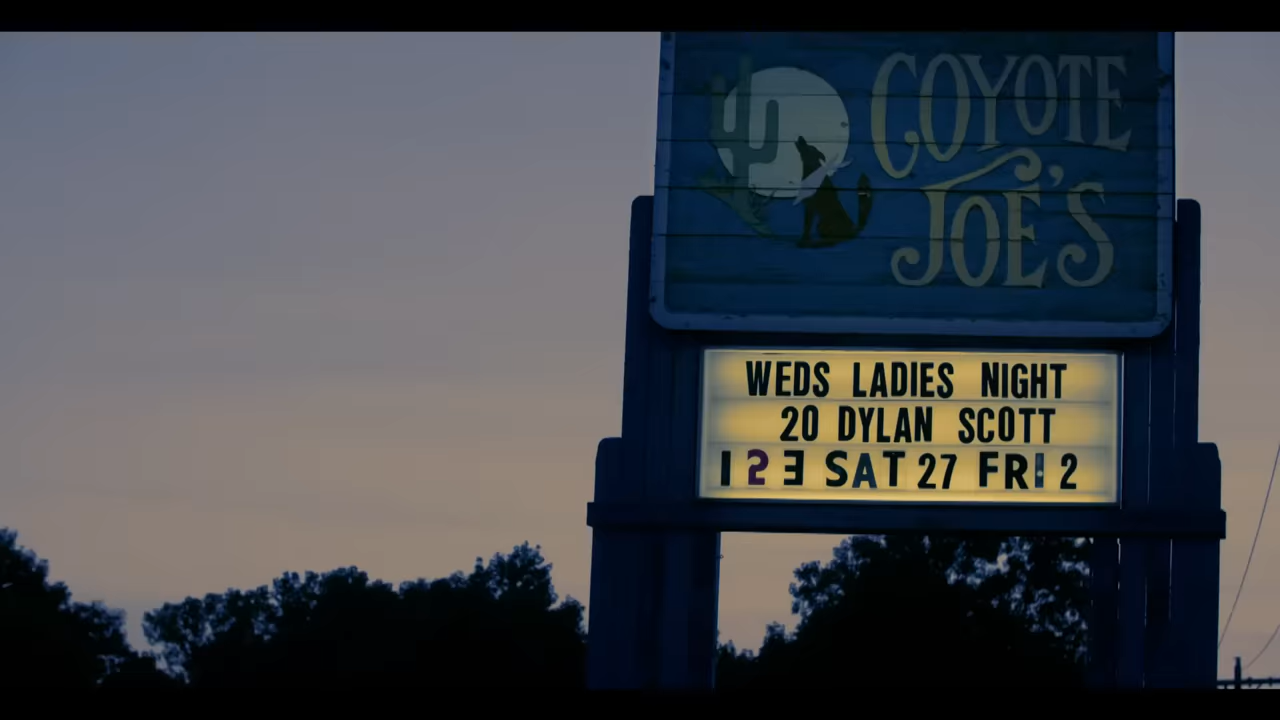 COYOTE
JOE'S
WEDS LADIES NIGHT
20 DYLAN SCOTT
123 SAT 27 FRI 2